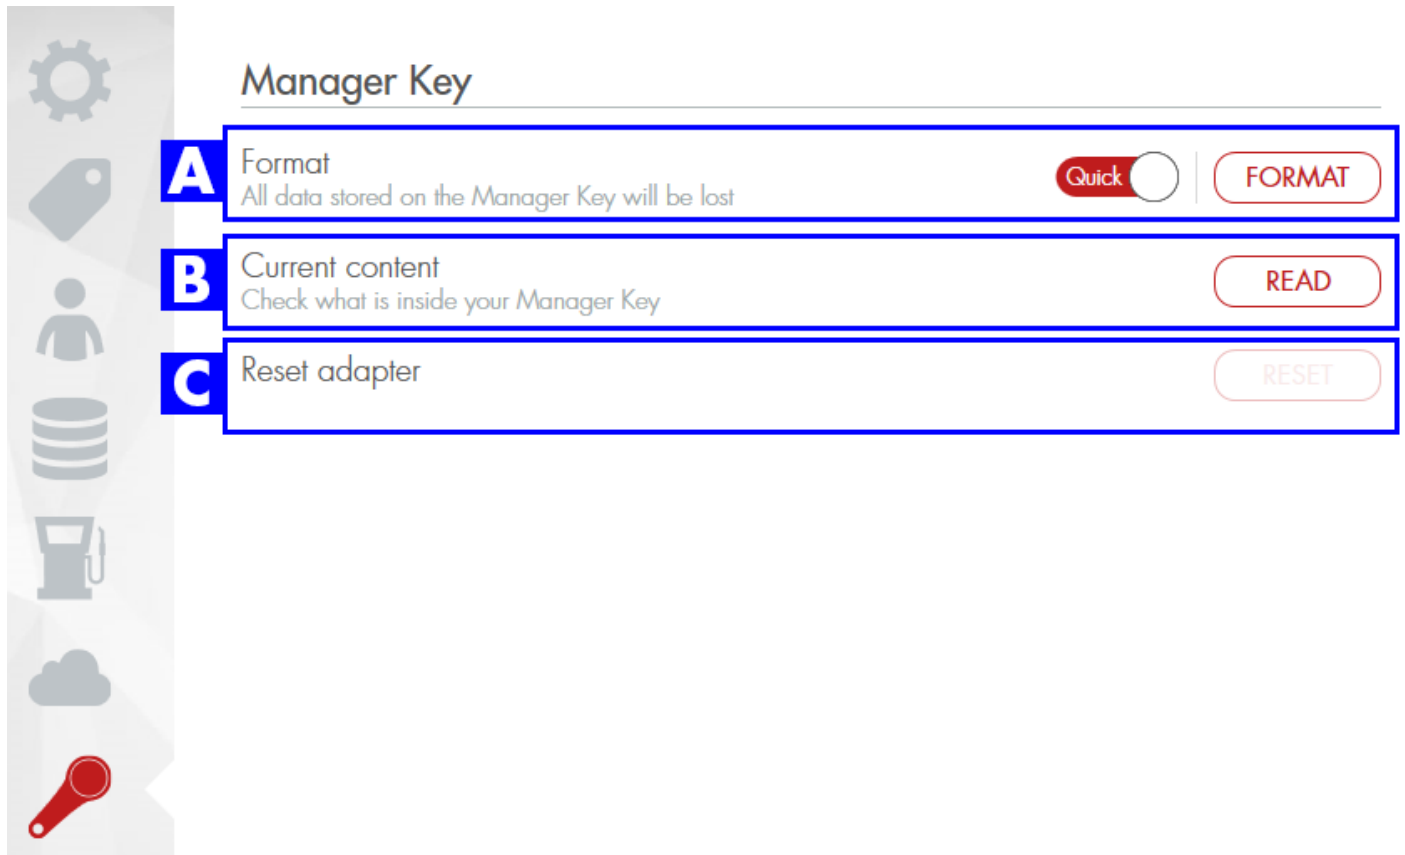 Manager Key
A
Format
All data stored on the Manager Key will be lost
Quick
FORMAT
B
Current content
Check what is inside your Manager Key
READ
C
Reset adapter
RESET